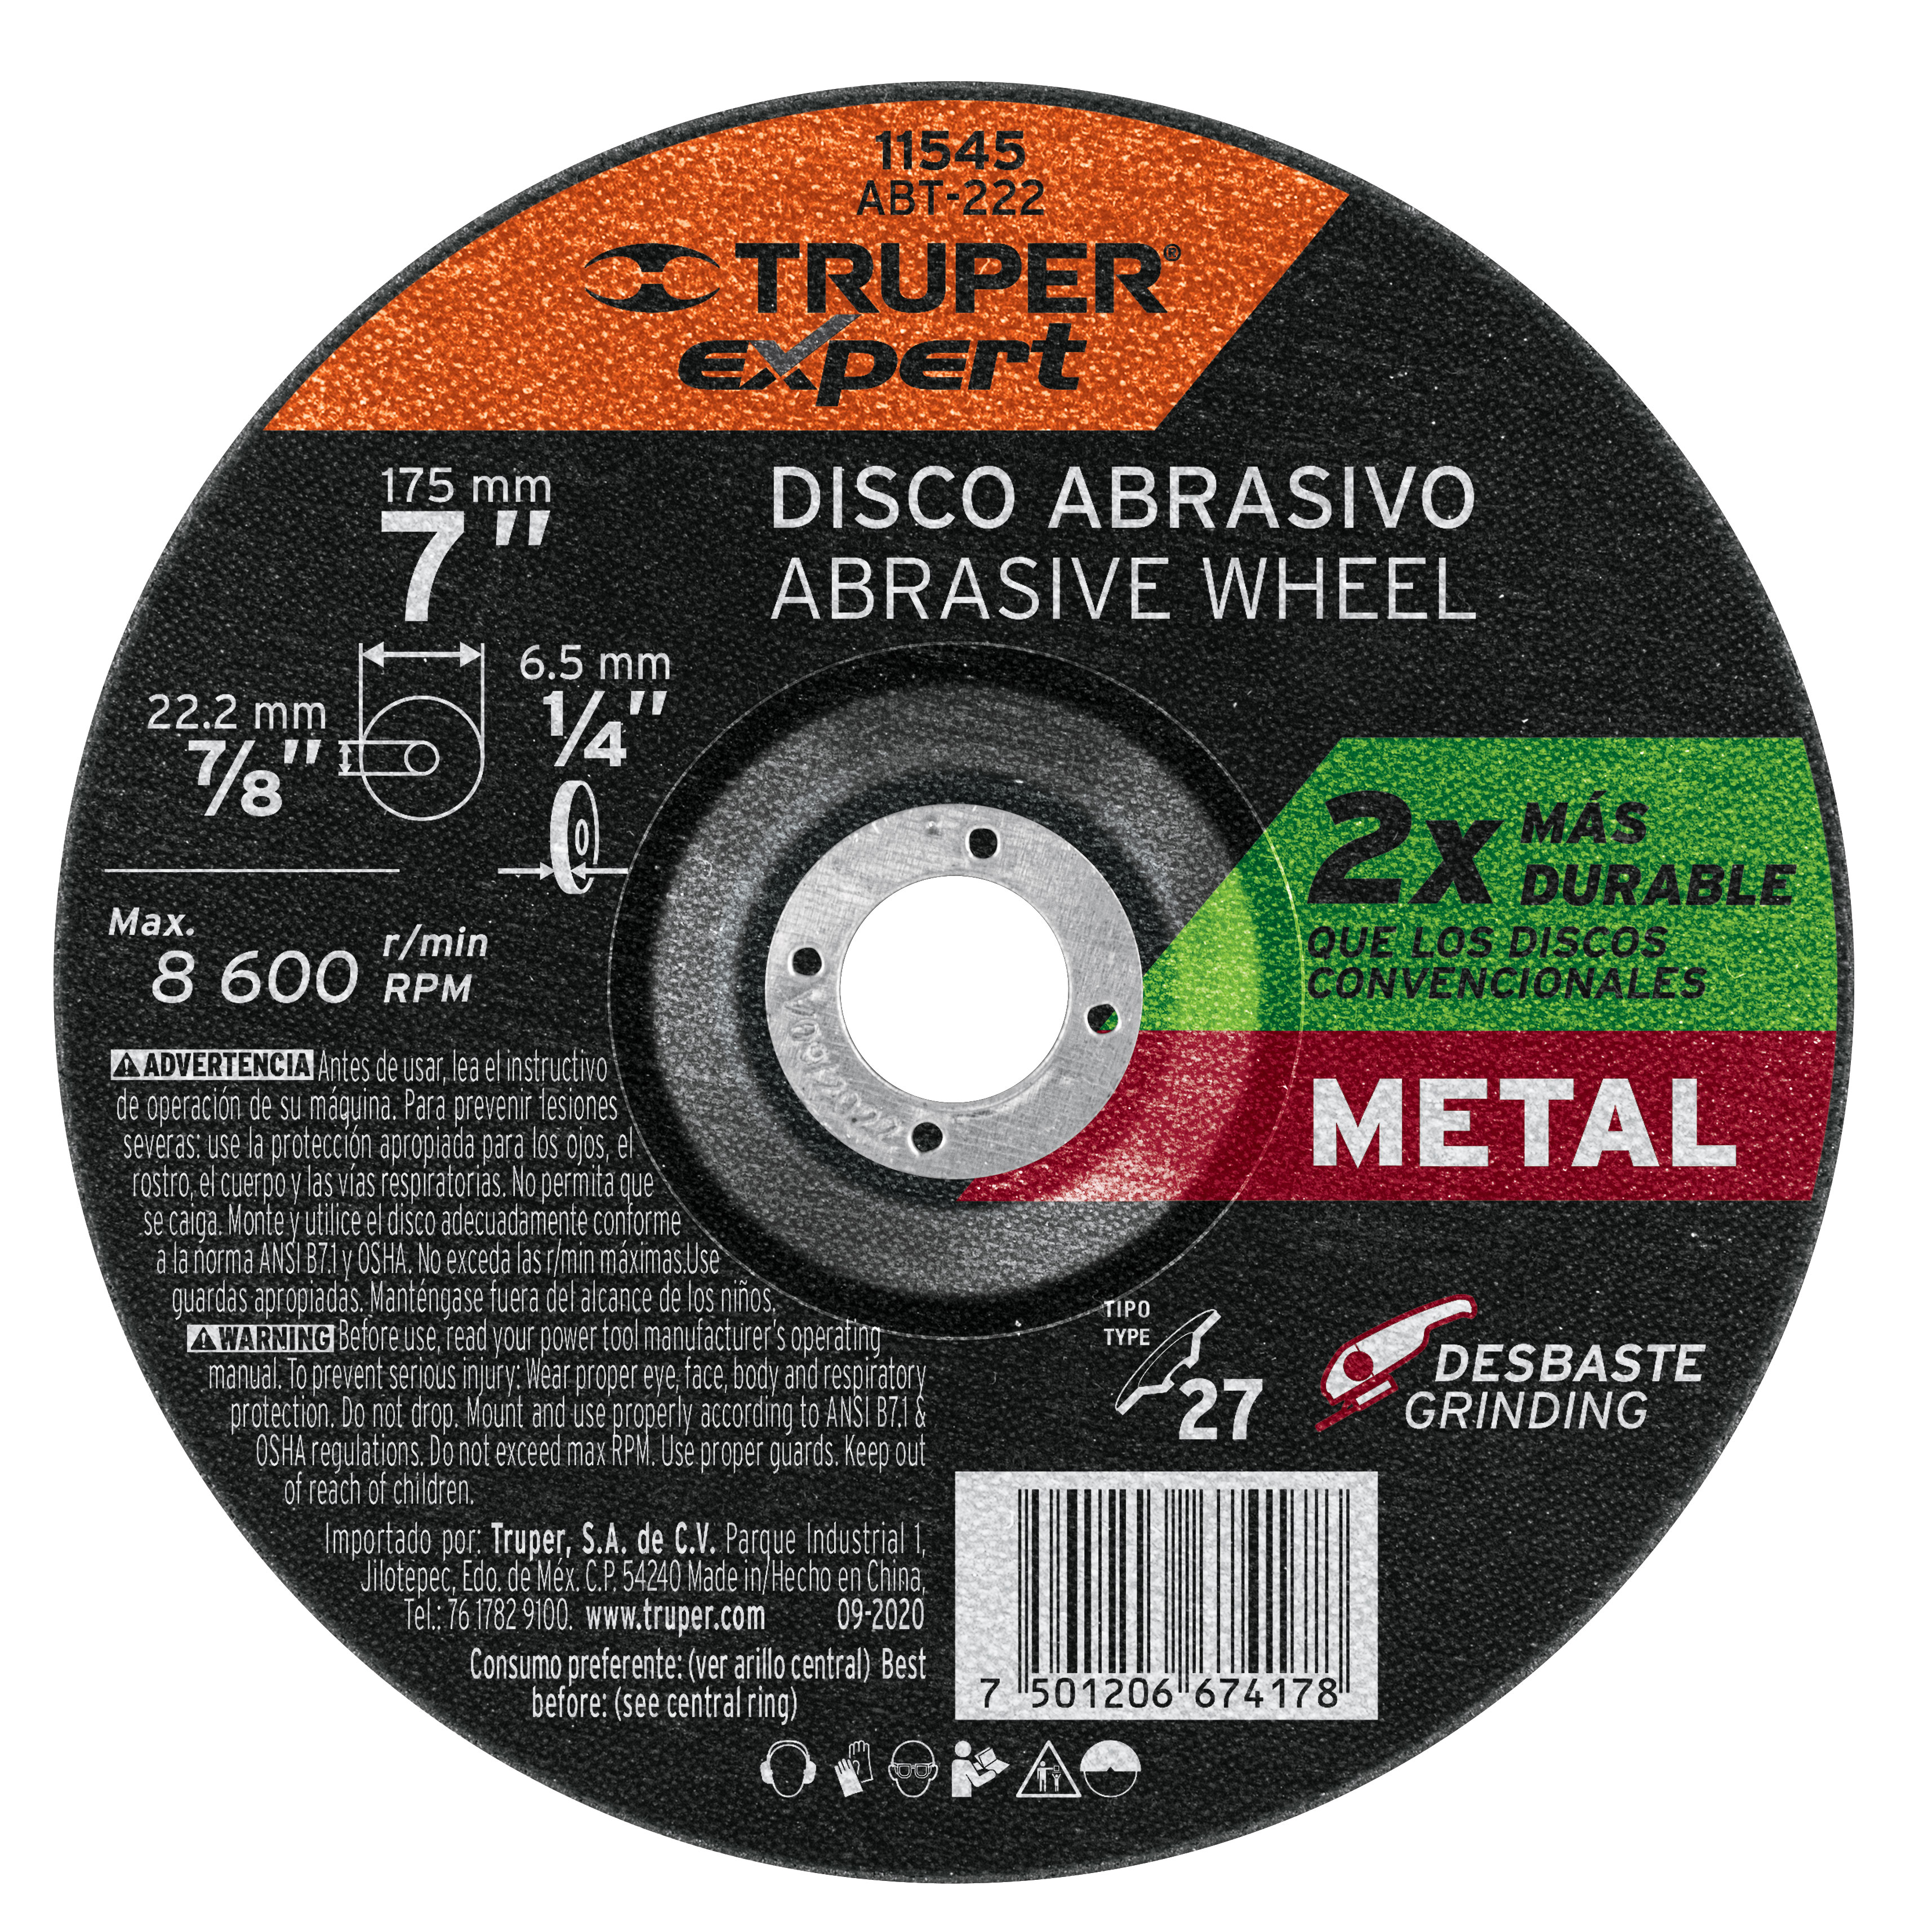 11545
ABT-222
TRUPER®
expert
175 mm
7"
DISCO ABRASIVO
ABRASIVE WHEEL
6.5 mm
1/4"
22.2 mm
7/8"
Max.
8 600 r/min
RPM
2x MÁS
DURABLE
QUE LOS DISCOS
CONVENCIONALES
METAL
V09/2022
ADVERTENCIA Antes de usar, lea el instructivo
de operación de su máquina. Para prevenir lesiones
severas: use la protección apropiada para los ojos, el
rostro, el cuerpo y las vías respiratorias. No permita que
se caiga. Monte y utilice el disco adecuadamente conforme
a la norma ANSI B7.1 y OSHA. No exceda las r/min máximas.Use
guardas apropiadas. Manténgase fuera del alcance de los niños.
WARNING Before use, read your power tool manufacturer's operating
manual. To prevent serious injury: Wear proper eye, face, body and respiratory
protection. Do not drop. Mount and use properly according to ANSI B7.1 &
OSHA regulations. Do not exceed max RPM. Use proper guards. Keep out
of reach of children.
TIPO
TYPE
27
DESBASTE
GRINDING
Importado por: Truper, S.A. de C.V. Parque Industrial 1,
Jilotepec, Edo. de Méx. C.P. 54240 Made in/Hecho en China,
Tel.: 76 1782 9100. www.truper.com 09-2020
Consumo preferente: (ver arillo central) Best
before: (see central ring)
7 501206 674178